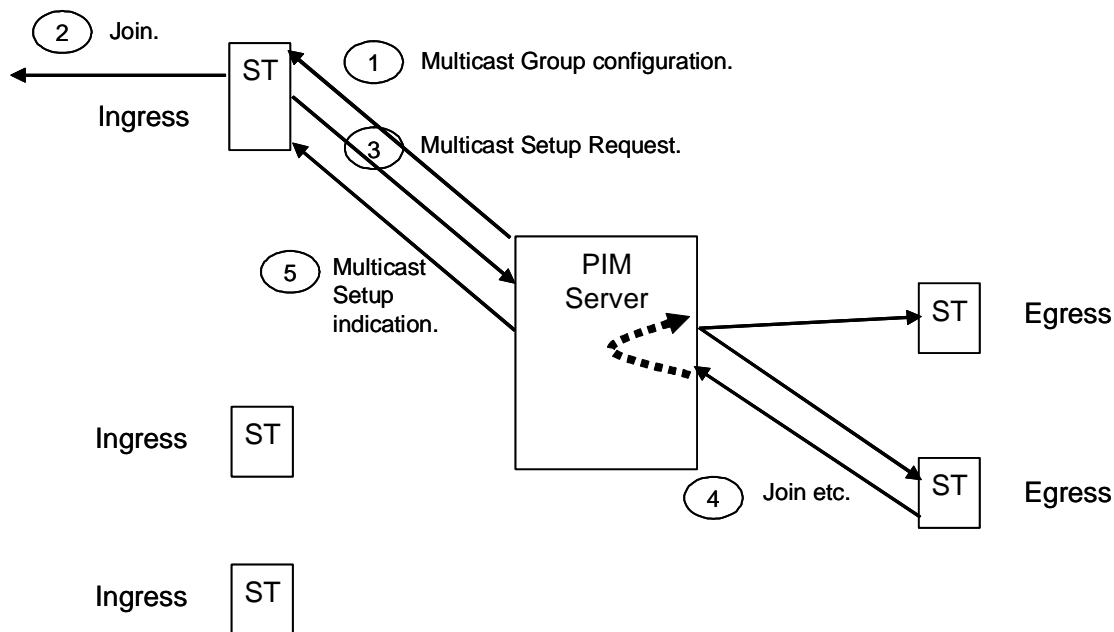 2 Join.
ST
1 Multicast Group configuration.
Ingress
3 Multicast Setup Request.
5 Multicast
Setup
indication.
PIM
Server
ST Egress
Ingress ST
ST Egress
4 Join etc.
Ingress ST